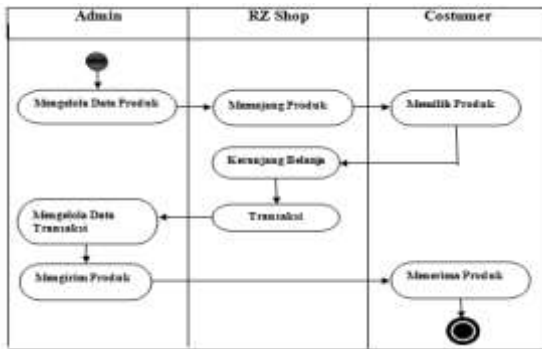 Admin
RZ Shop
Costumer
Mengelola Data Produk
Memajang Produk
Memilih Produk
Keranjang Belanja
Transaksi
Mengelola Data
Transaksi
Mengirim Produk
Menerima Produk